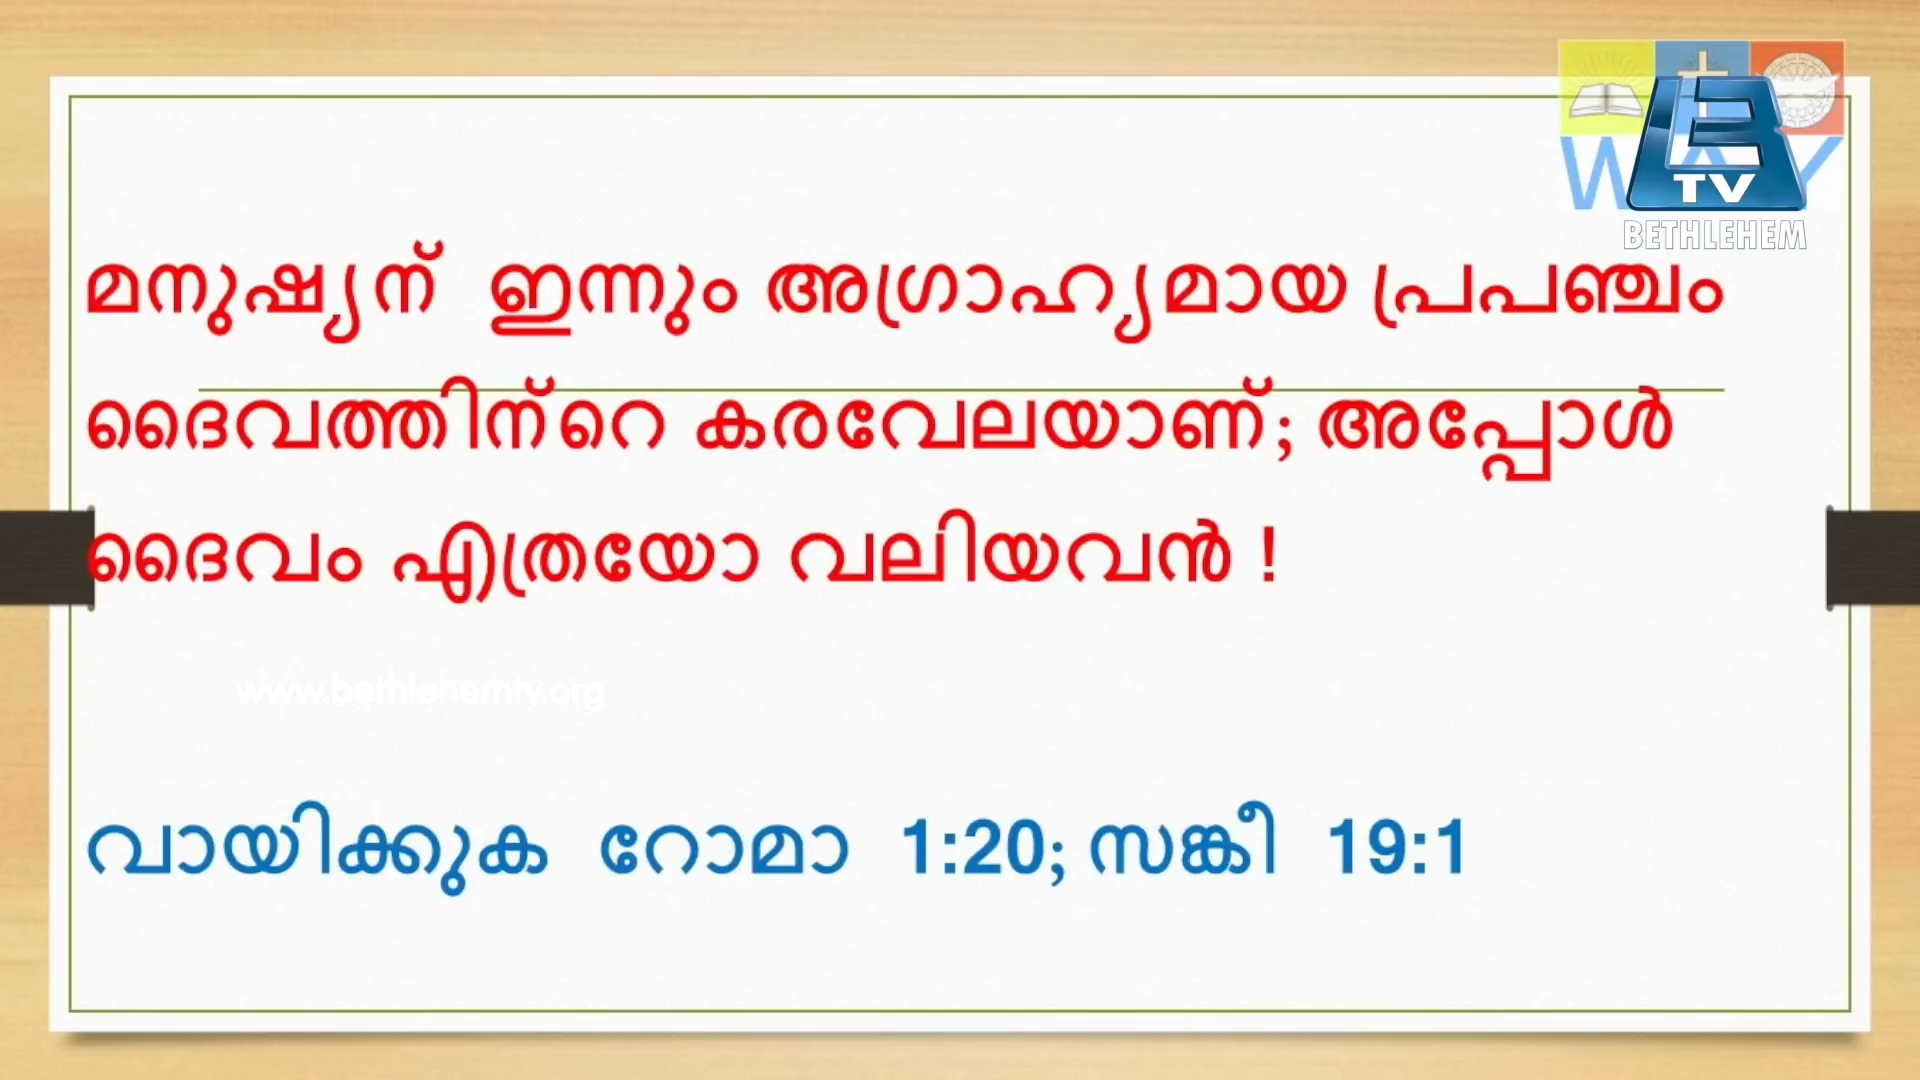 W A Y
TV
BETHLEHEM
മനുഷ്യന് ഇന്നും അഗ്രാഹ്യമായ പ്രപഞ്ചം
ദൈവത്തിന്‌റെ കരവേലയാണ്; അപ്പോൾ
ദൈവം എത്രയോ വലിയവൻ !
www.bethlehemtv.org
വായിക്കുക റോമാ 1:20; സങ്കീ 19:1